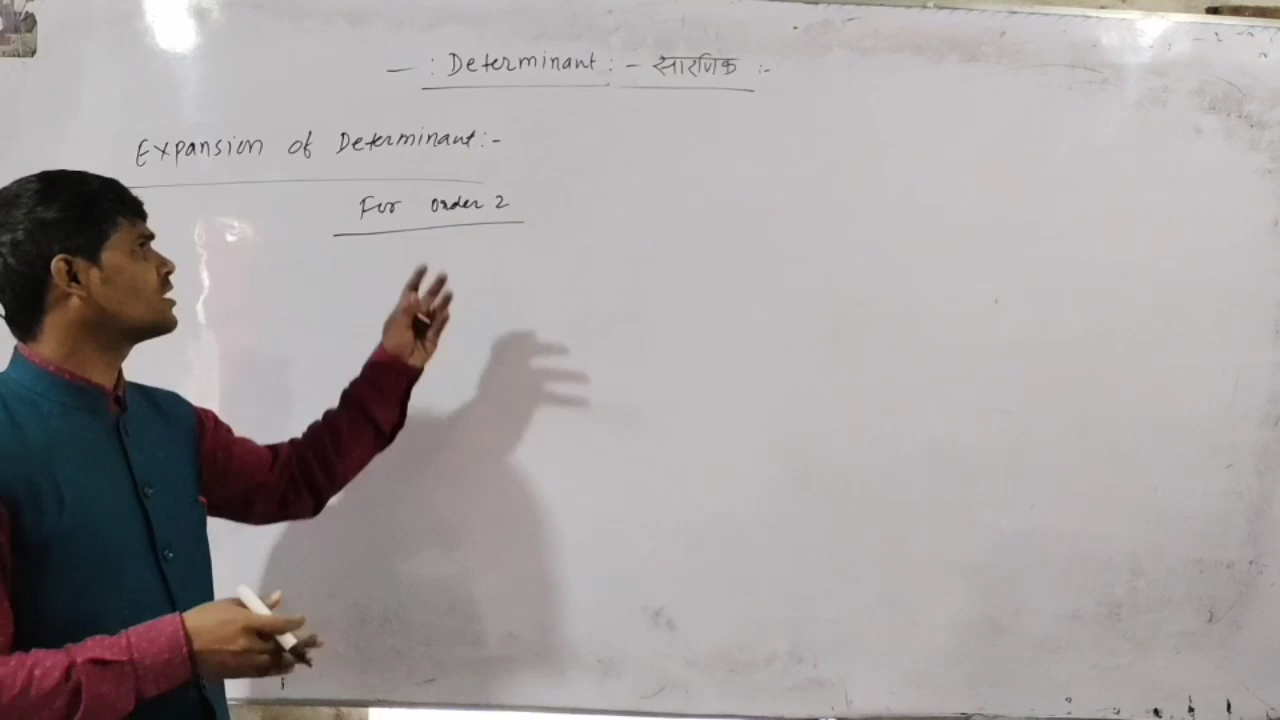 — : Determinant : – सारणिक :-
Expansion of Determinant:-
For order 2